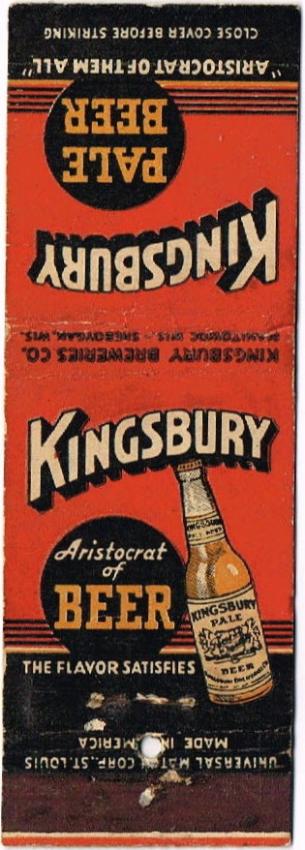 CLOSE COVER BEFORE STRIKING
"ARISTOCRAT OF THEM ALL"
PALE
BEER
KINGSBURY
KINGSBURY BREWERIES CO.
MANITOWOC WIS - SHEBOYGAN, WIS.
KINGSBURY
Aristocrat
of
BEER
KINGSBURY
PALE
BEER
THE FLAVOR SATISFIES
MADE IN AMERICA
UNIVERSAL MATCH CORP., ST. LOUIS